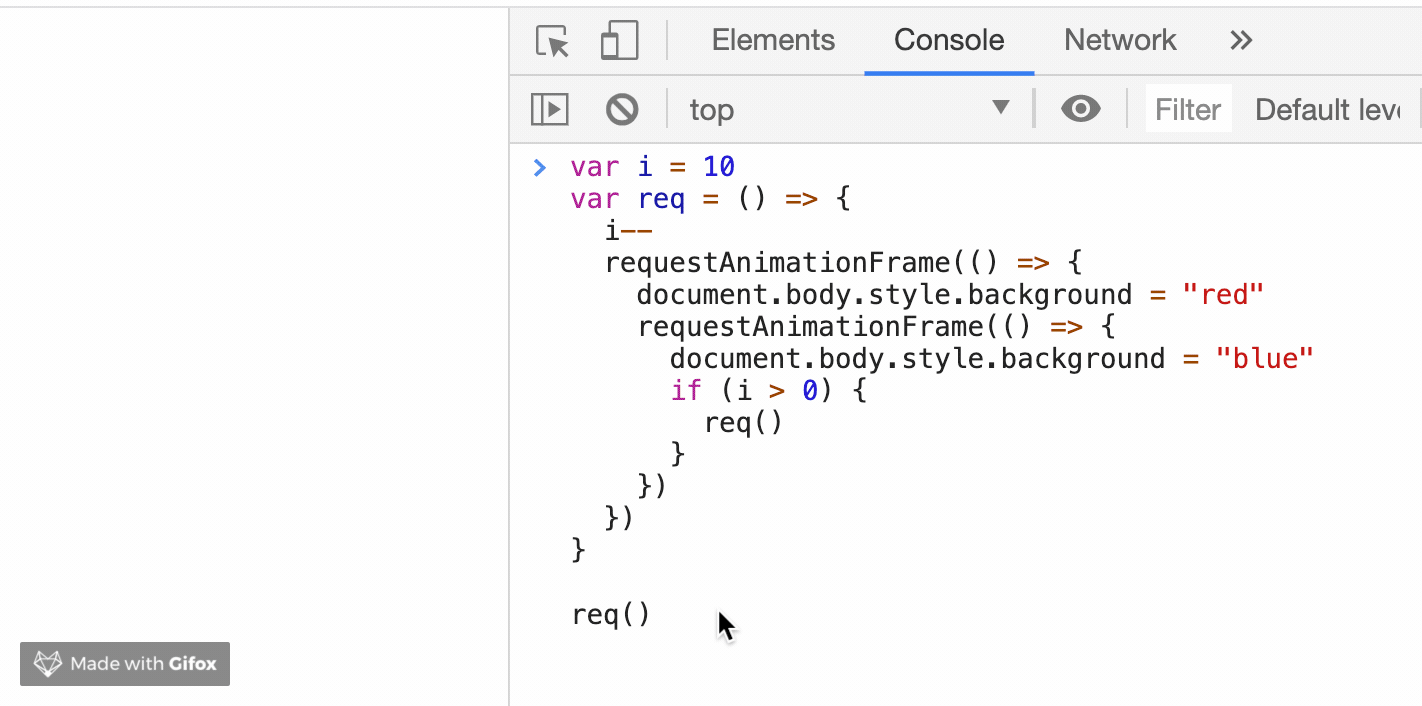 Elements Console Network »
top ▼ Filter Default leve
> var i = 10
var req = () => {
  i--
  requestAnimationFrame(() => {
    document.body.style.background = "red"
    requestAnimationFrame(() => {
      document.body.style.background = "blue"
      if (i > 0) {
        req()
      }
    })
  })
}
req()
Made with Gifox